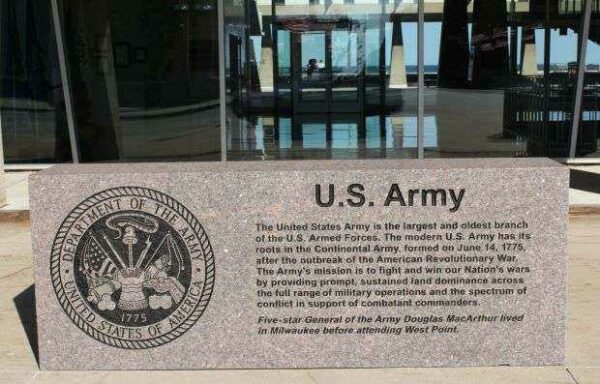 U.S. Army
The United States Army is the largest and oldest branch
of the U.S. Armed Forces. The modern U.S. Army has its
roots in the Continental Army, formed on June 14, 1775,
after the outbreak of the American Revolutionary War.
The Army's mission is to fight and win our Nation's wars
by providing prompt, sustained land dominance across
the full range of military operations and the spectrum of
conflict in support of combatant commanders.
Five-star General of the Army Douglas MacArthur lived
in Milwaukee before attending West Point.
DEPARTMENT OF THE ARMY
UNITED STATES OF AMERICA
1775